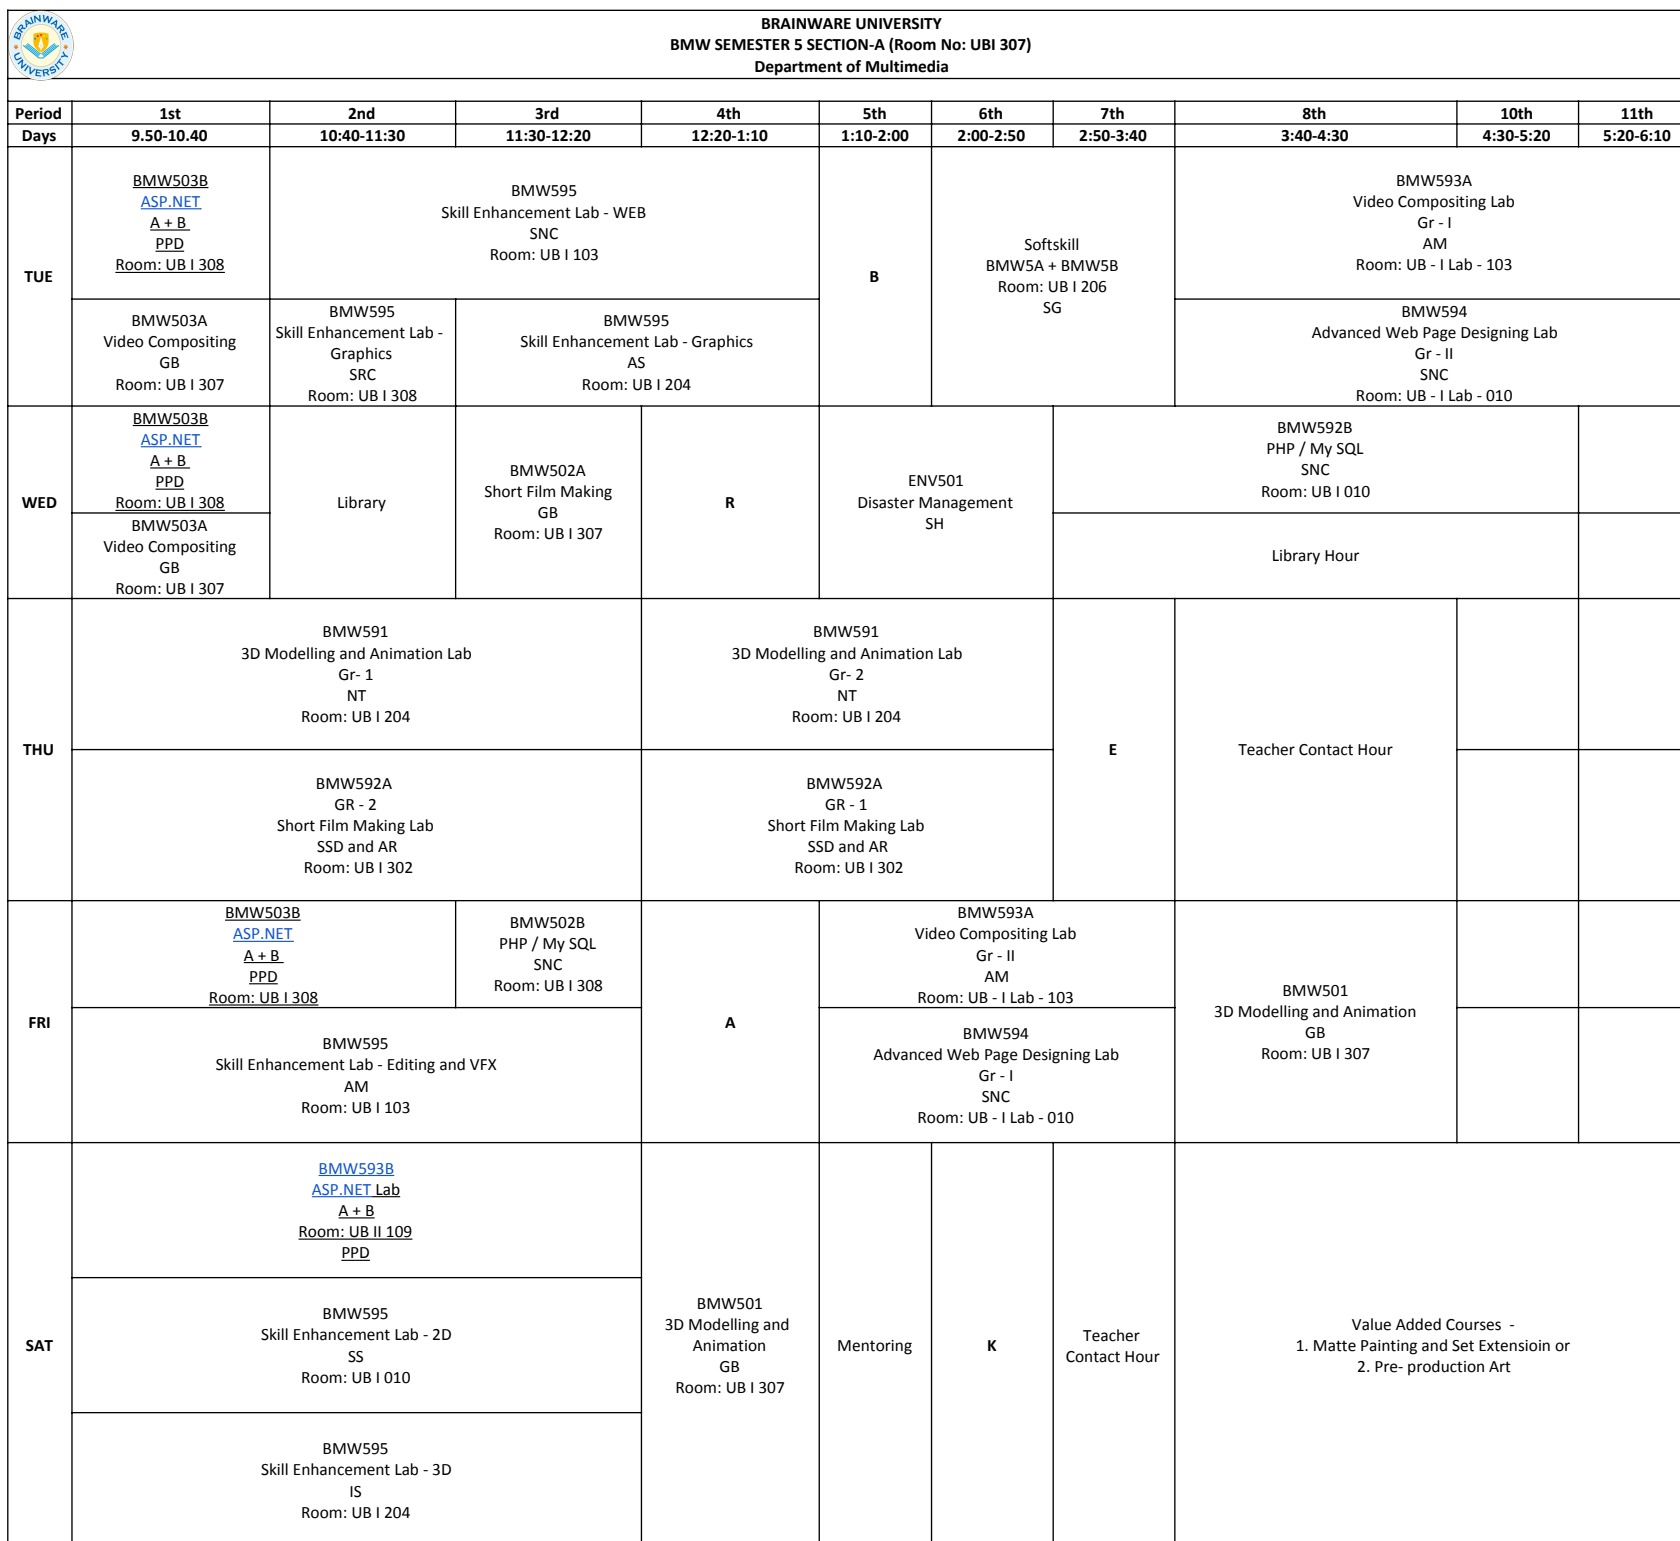 BRAINWARE UNIVERSITY
BRAINWARE UNIVERSITY
BMW SEMESTER 5 SECTION-A (Room No: UBI 307)
Department of Multimedia
Period 1st 2nd 3rd 4th 5th 6th 7th 8th 10th 11th
Days 9.50-10.40 10:40-11:30 11:30-12:20 12:20-1:10 1:10-2:00 2:00-2:50 2:50-3:40 3:40-4:30 4:30-5:20 5:20-6:10
TUE
BMW503B
ASP.NET
A + B
PPD
Room: UB I 308
BMW595
Skill Enhancement Lab - WEB
SNC
Room: UB I 103
B
Softskill
BMW5A + BMW5B
Room: UB I 206
SG
BMW593A
Video Compositing Lab
Gr - I
AM
Room: UB - I Lab - 103
BMW503A
Video Compositing
GB
Room: UB I 307
BMW595
Skill Enhancement Lab -
Graphics
SRC
Room: UB I 308
BMW595
Skill Enhancement Lab - Graphics
AS
Room: UB I 204
BMW594
Advanced Web Page Designing Lab
Gr - II
SNC
Room: UB - I Lab - 010
WED
BMW503B
ASP.NET
A + B
PPD
Room: UB I 308
Library
BMW502A
Short Film Making
GB
Room: UB I 307
R
ENV501
Disaster Management
SH
BMW592B
PHP / My SQL
SNC
Room: UB I 010
BMW503A
Video Compositing
GB
Room: UB I 307
Library Hour
THU
BMW591
3D Modelling and Animation Lab
Gr- 1
NT
Room: UB I 204
BMW591
3D Modelling and Animation Lab
Gr- 2
NT
Room: UB I 204
E
Teacher Contact Hour
BMW592A
GR - 2
Short Film Making Lab
SSD and AR
Room: UB I 302
BMW592A
GR - 1
Short Film Making Lab
SSD and AR
Room: UB I 302
FRI
BMW503B
ASP.NET
A + B
PPD
Room: UB I 308
BMW502B
PHP / My SQL
SNC
Room: UB I 308
A
BMW593A
Video Compositing Lab
Gr - II
AM
Room: UB - I Lab - 103
BMW501
3D Modelling and Animation
GB
Room: UB I 307
BMW595
Skill Enhancement Lab - Editing and VFX
AM
Room: UB I 103
BMW594
Advanced Web Page Designing Lab
Gr - I
SNC
Room: UB - I Lab - 010
SAT
BMW593B
ASP.NET Lab
A + B
Room: UB II 109
PPD
BMW595
Skill Enhancement Lab - 2D
SS
Room: UB I 010
BMW595
Skill Enhancement Lab - 3D
IS
Room: UB I 204
BMW501
3D Modelling and
Animation
GB
Room: UB I 307
Mentoring
K
Teacher
Contact Hour
Value Added Courses -
1. Matte Painting and Set Extensioin or
2. Pre- production Art